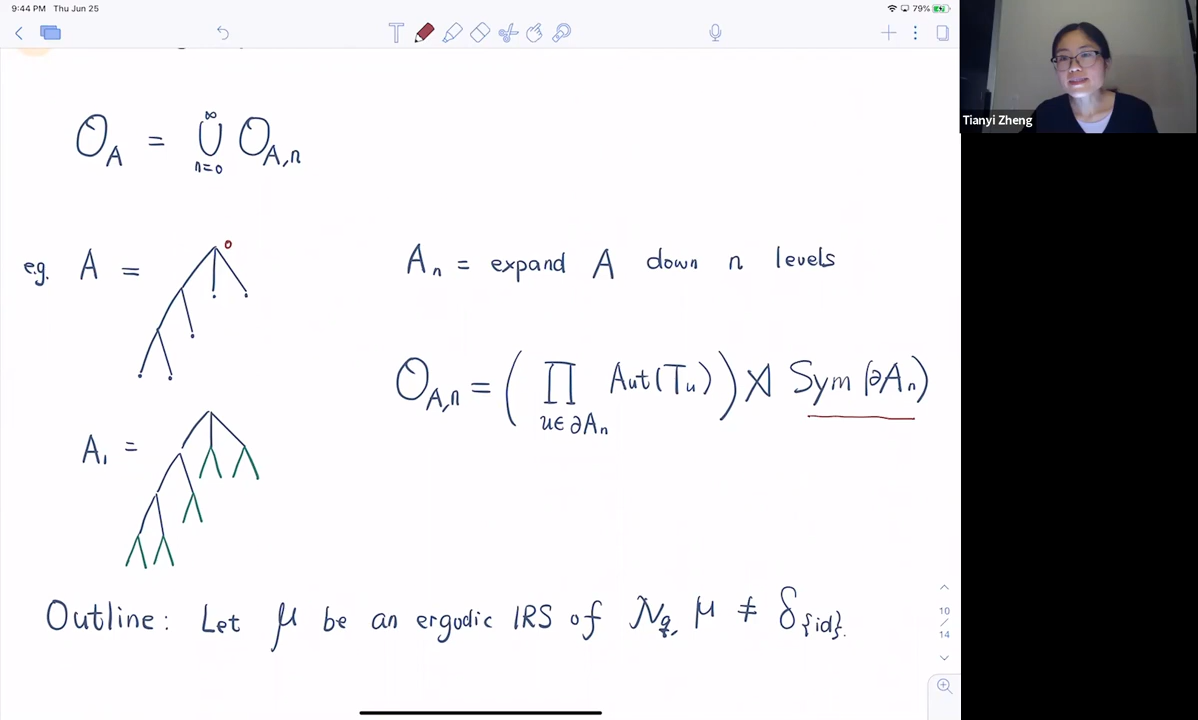 9:44 PM Thu Jun 25
79%
Tianyi Zheng
𝒪_A = ⋃_{n=0}^{∞} 𝒪_{A,n}
e.g. A =
o
A_n = expand A down n levels
𝒪_{A,n} = ( ∏_{u∈∂A_n} Aut(T_u) ) ⋊ Sym(∂A_n)
A_1 =
Outline: Let μ be an ergodic IRS of N_q, μ ≠ δ_{{id}}.
10
/
14